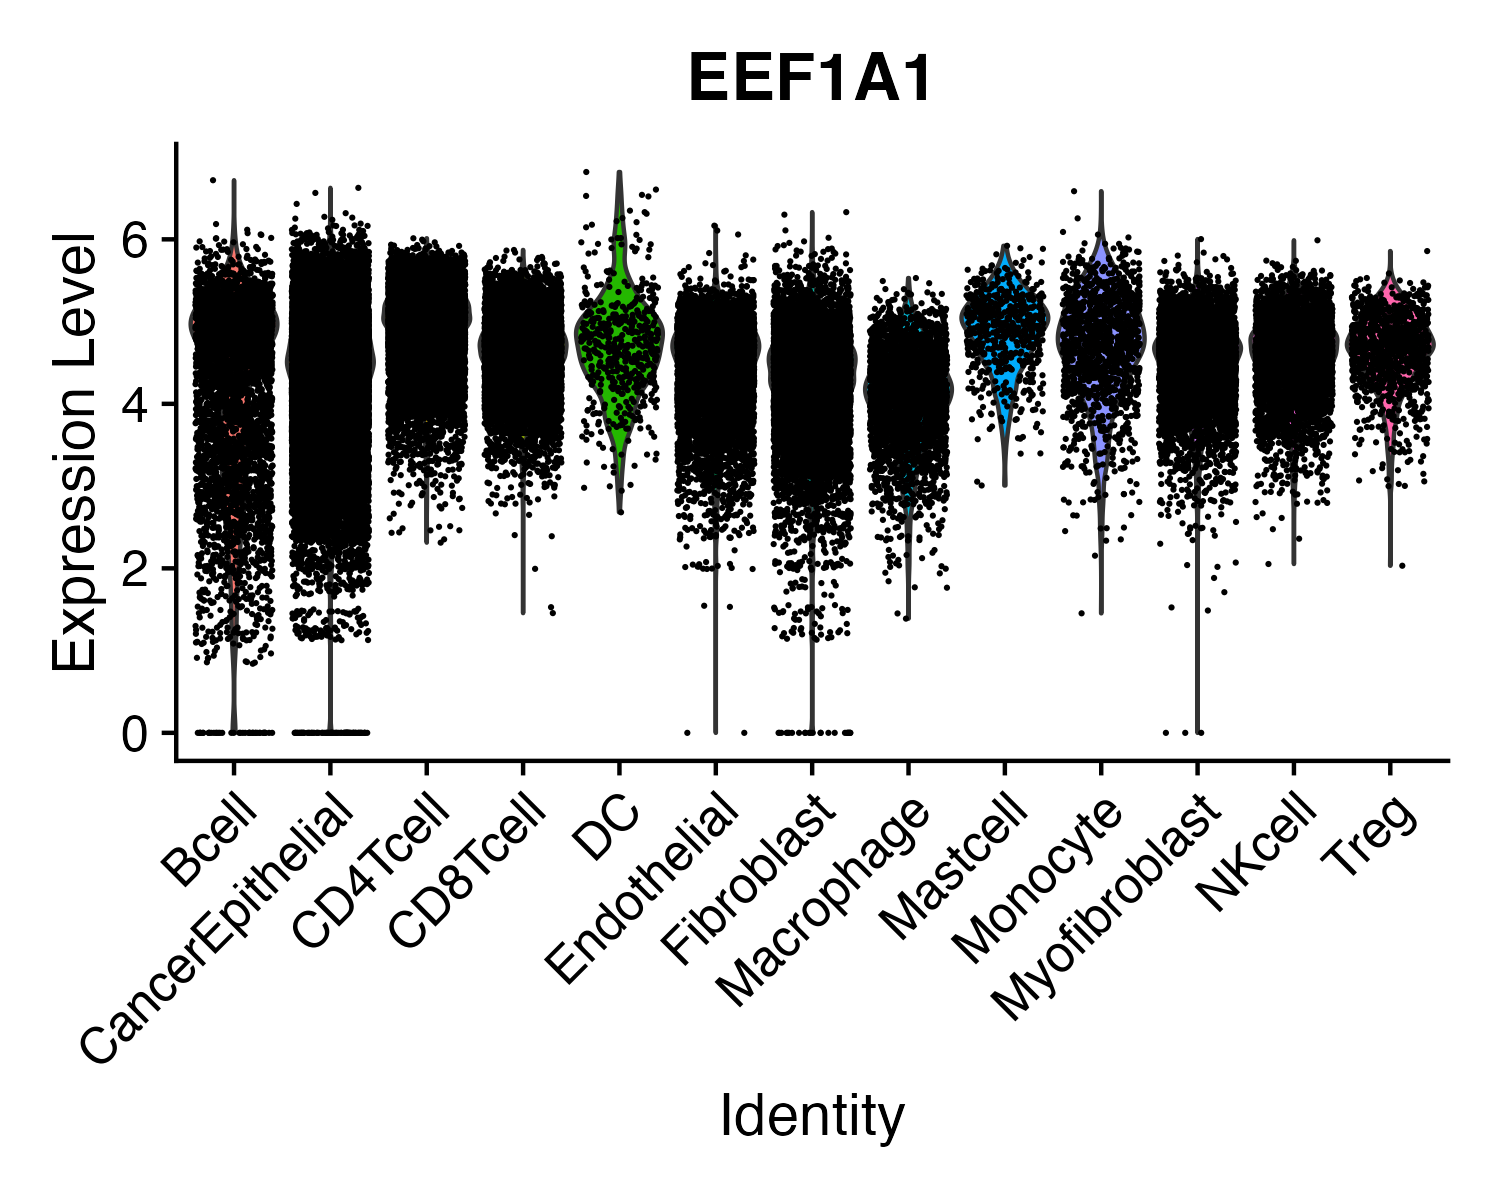 EEF1A1
Expression Level
6
4
2
0
Bcell
CancerEpithelial
CD4Tcell
CD8Tcell
DC
Endothelial
Fibroblast
Macrophage
Mastcell
Monocyte
Myofibroblast
NKcell
Treg
Identity